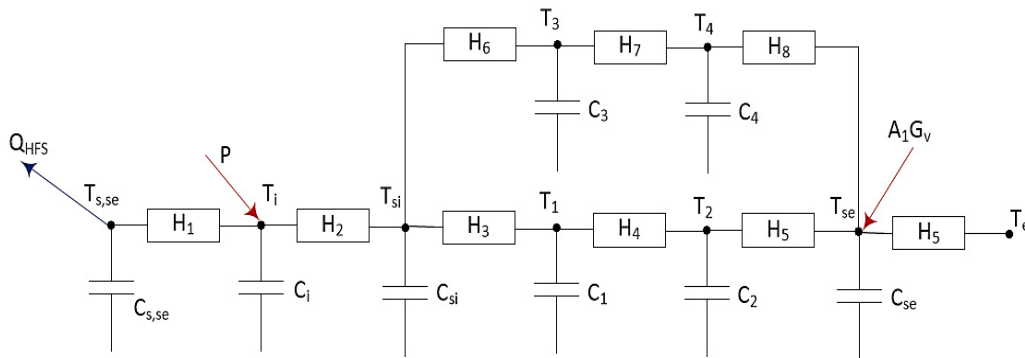 T3
T4
H6
H7
H8
C3
C4
QHFS
P
A1Gv
Ts,se
Ti
Tsi
T1
T2
Tse
Te
H1
H2
H3
H4
H5
H5
Cs,se
Ci
Csi
C1
C2
Cse